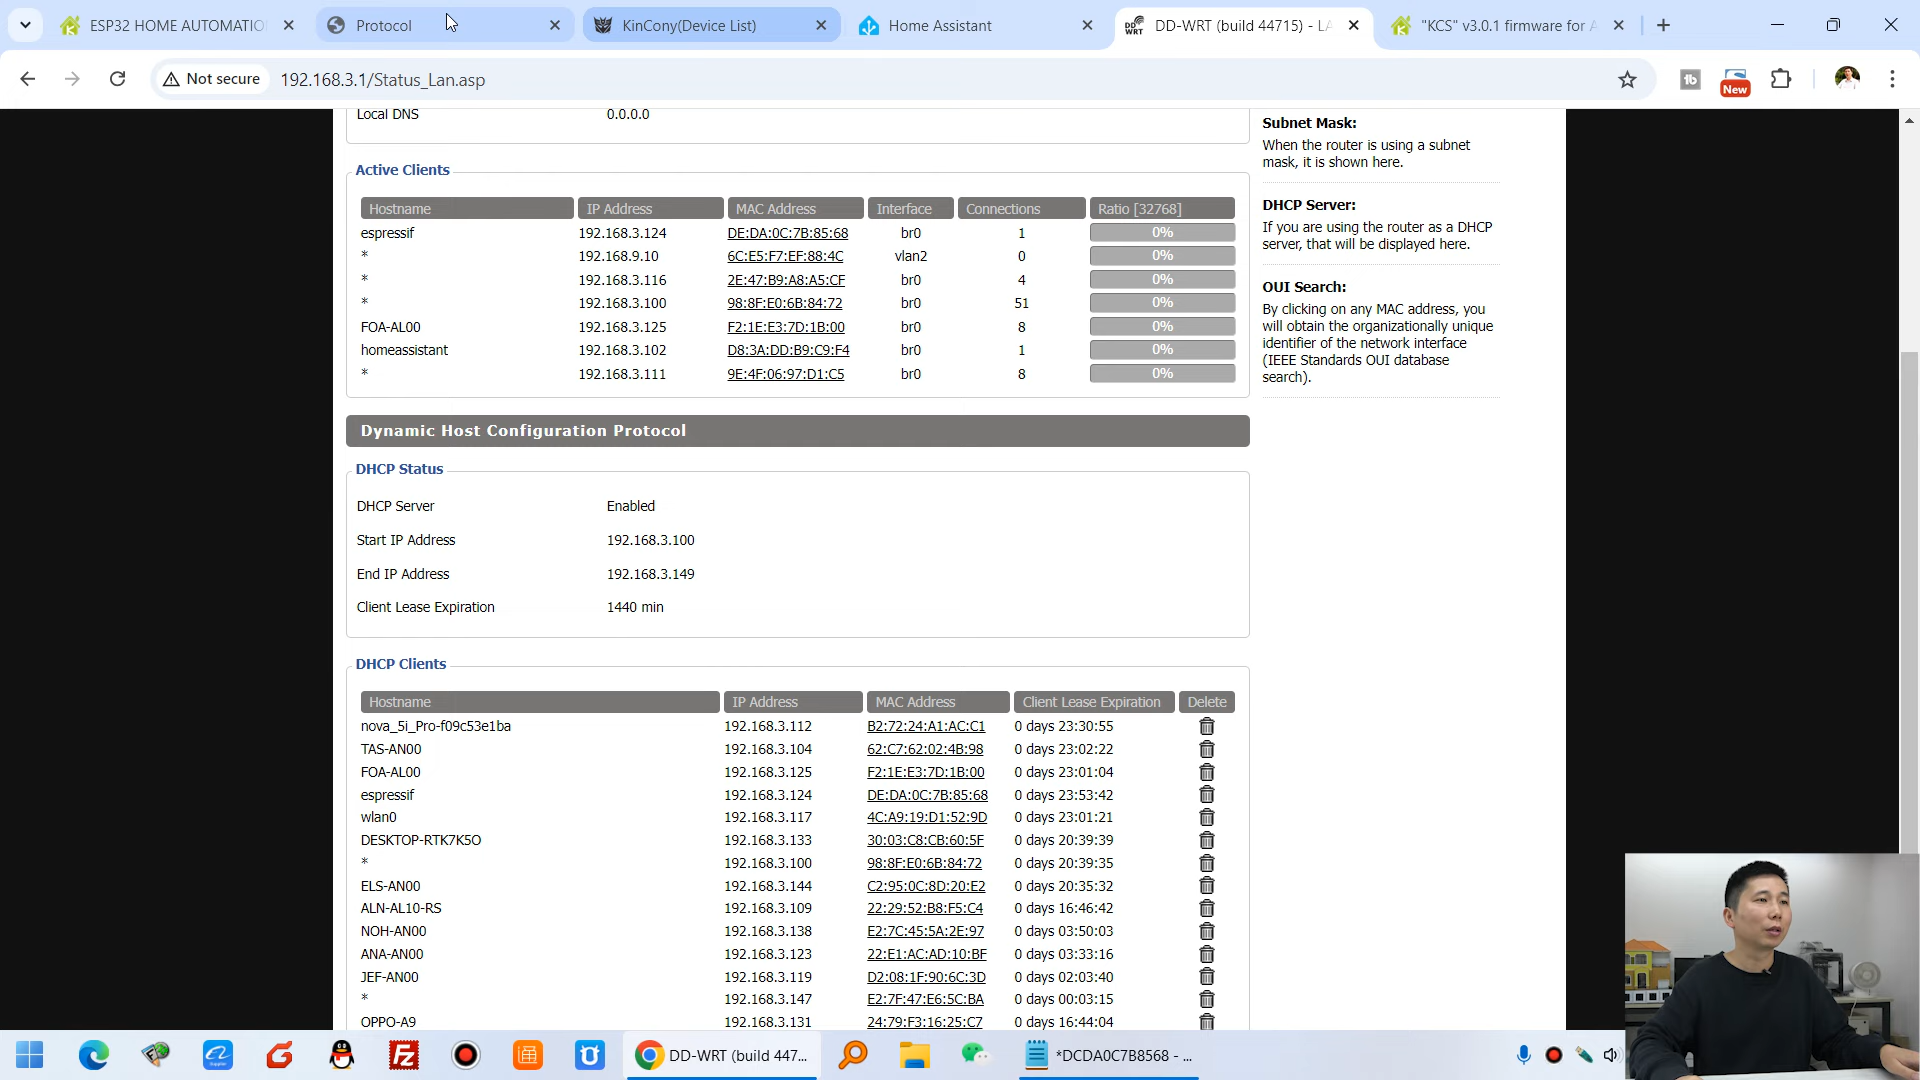 ESP32 HOME AUTOMATIO
Protocol
KinCony(Device List)
Home Assistant
DD-WRT (build 44715) - LA
"KCS" v3.0.1 firmware for A
Not secure
192.168.3.1/Status_Lan.asp
New
Local DNS 0.0.0.0
Active Clients
Hostname IP Address MAC Address Interface Connections Ratio [32768]
espressif 192.168.3.124 DE:DA:0C:7B:85:68 br0 1 0%
* 192.168.9.10 6C:E5:F7:EF:88:4C vlan2 0 0%
* 192.168.3.116 2E:47:B9:A8:A5:CF br0 4 0%
* 192.168.3.100 98:8F:E0:6B:84:72 br0 51 0%
FOA-AL00 192.168.3.125 F2:1E:E3:7D:1B:00 br0 8 0%
homeassistant 192.168.3.102 D8:3A:DD:B9:C9:F4 br0 1 0%
* 192.168.3.111 9E:4F:06:97:D1:C5 br0 8 0%
Dynamic Host Configuration Protocol
DHCP Status
DHCP Server Enabled
Start IP Address 192.168.3.100
End IP Address 192.168.3.149
Client Lease Expiration 1440 min
DHCP Clients
Hostname IP Address MAC Address Client Lease Expiration Delete
nova_5i_Pro-f09c53e1ba 192.168.3.112 B2:72:24:A1:AC:C1 0 days 23:30:55
TAS-AN00 192.168.3.104 62:C7:62:02:4B:98 0 days 23:02:22
FOA-AL00 192.168.3.125 F2:1E:E3:7D:1B:00 0 days 23:01:04
espressif 192.168.3.124 DE:DA:0C:7B:85:68 0 days 23:53:42
wlan0 192.168.3.117 4C:A9:19:D1:52:9D 0 days 23:01:21
DESKTOP-RTK7K5O 192.168.3.133 30:03:C8:CB:60:5F 0 days 20:39:39
* 192.168.3.100 98:8F:E0:6B:84:72 0 days 20:39:35
ELS-AN00 192.168.3.144 C2:95:0C:8D:20:E2 0 days 20:35:32
ALN-AL10-RS 192.168.3.109 22:29:52:B8:F5:C4 0 days 16:46:42
NOH-AN00 192.168.3.138 E2:7C:45:5A:2E:97 0 days 03:50:03
ANA-AN00 192.168.3.123 22:E1:AC:AD:10:BF 0 days 03:33:16
JEF-AN00 192.168.3.119 D2:08:1F:90:6C:3D 0 days 02:03:40
* 192.168.3.147 E2:7F:47:E6:5C:BA 0 days 00:03:15
OPPO-A9 192.168.3.131 24:79:F3:16:25:C7 0 days 16:44:04
Subnet Mask:
When the router is using a subnet
mask, it is shown here.
DHCP Server:
If you are using the router as a DHCP
server, that will be displayed here.
OUI Search:
By clicking on any MAC address, you
will obtain the organizationally unique
identifier of the network interface
(IEEE Standards OUI database
search).
DD-WRT (build 447...
*DCDA0C7B8568 - ...